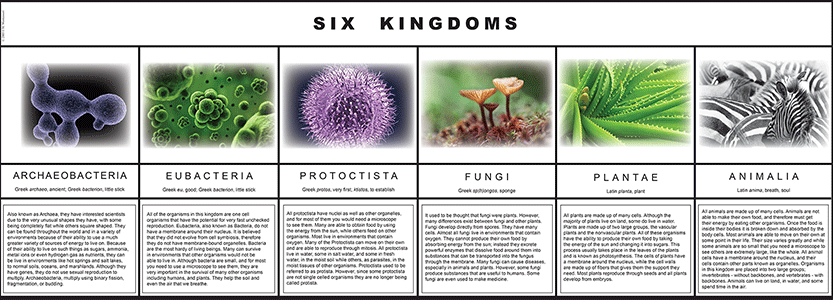 SIX KINGDOMS
ARCHAEOBACTERIA
Greek archaeo, ancient; Greek bakterion, little stick
Also known as Archaea, they have interested scientists
due to the very unusual shapes they have, with some
being completely flat while others square shaped. They
can be found throughout the world and in a variety of
environments because of their ability to use a much
greater variety of sources of energy to live on. Because
of their ability to live on such things as sugars, ammonia,
metal ions or even hydrogen gas as nutrients, they can
be live in environments like hot springs and salt lakes,
to normal soils, oceans, and marshlands. Although they
have genes, they do not use sexual reproduction to
multiply. Archaeobacteria, multiply using binary fission,
fragmentation, or budding.
EUBACTERIA
Greek eu, good; Greek bakterion, little stick
All of the organisms in this kingdom are one cell
organisms that have the potential for very fast unchecked
reproduction. Eubacteria, also known as Bacteria, do not
have a membrane around their nucleus. It is believed
that they do not evolve from cell symbiosis, therefore
they do not have membrane-bound organelles. Bacteria
are the most hardy of living beings. Many can survive
in environments that other organisms would not be
able to live in. Although bacteria are small, and for most
you need to use a microscope to see them, they are
very important in the survival of many other organisms
including humans, and plants. They help the soil and
even the air that we breathe.
PROTOCTISTA
Greek protos, very first, ktistos, to establish
All protoctista have nuclei as well as other organelles,
and for most of them you would need a microscope
to see them. Many are able to obtain food by using
the energy from the sun, while others feed on other
organisms. Most live in environments that contain
oxygen. Many of the Protoctista can move on their own
and are able to reproduce through mitosis. All protoctista
live in water, some in salt water, and some in fresh
water, in the moist soil while others, as parasites, in the
moist tissues of other organisms. Protoctista used to be
referred to as protista. However, since some protoctista
are not single celled organisms they are no longer being
called protista.
FUNGI
Greek sp(h)ongos, sponge
It used to be thought that fungi were plants. However,
many differences exist between fungi and other plants.
Fungi develop directly from spores. They have many
cells. Almost all fungi live in environments that contain
oxygen. They cannot produce their own food by
absorbing energy from the sun; instead they excrete
powerful enzymes that dissolve food around them into
substances that can be transported into the fungus
through the membrane. Many fungi can cause diseases,
especially in animals and plants. However, some fungi
produce substances that are useful to humans. Some
fungi are even used to make medicine.
PLANTAE
Latin planta, plant
All plants are made up of many cells. Although the
majority of plants live on land, some do live in water.
Plants are made up of two large groups, the vascular
plants and the nonvascular plants. All of these organisms
have the ability to produce their own food by taking
the energy of the sun and changing it into sugars. This
process usually takes place in the leaves of the plants
and is known as photosynthesis. The cells of plants have
a membrane around the nucleus, while the cell walls
are made up of fibers that gives them the support they
need. Most plants reproduce through seeds and all plants
develop from embryos.
ANIMALIA
Latin anima, breath, soul
All animals are made up of many cells. Animals are not
able to make their own food, and therefore must get
their energy by eating other organisms. Once the food is
inside their bodies it is broken down and absorbed by the
body cells. Most animals are able to move on their own at
some point in their life. Their size varies greatly and while
some animals are so small that you need a microscope to
see others are extremely large, like the whale. All animal
cells have a membrane around the nucleus, and their
cells contain other parts known as organelles. Organisms
in this kingdom are placed into two large groups;
invertebrates - without backbones, and vertebrates - with
backbones. Animals can live on land, in water, and some
spend time in the air.